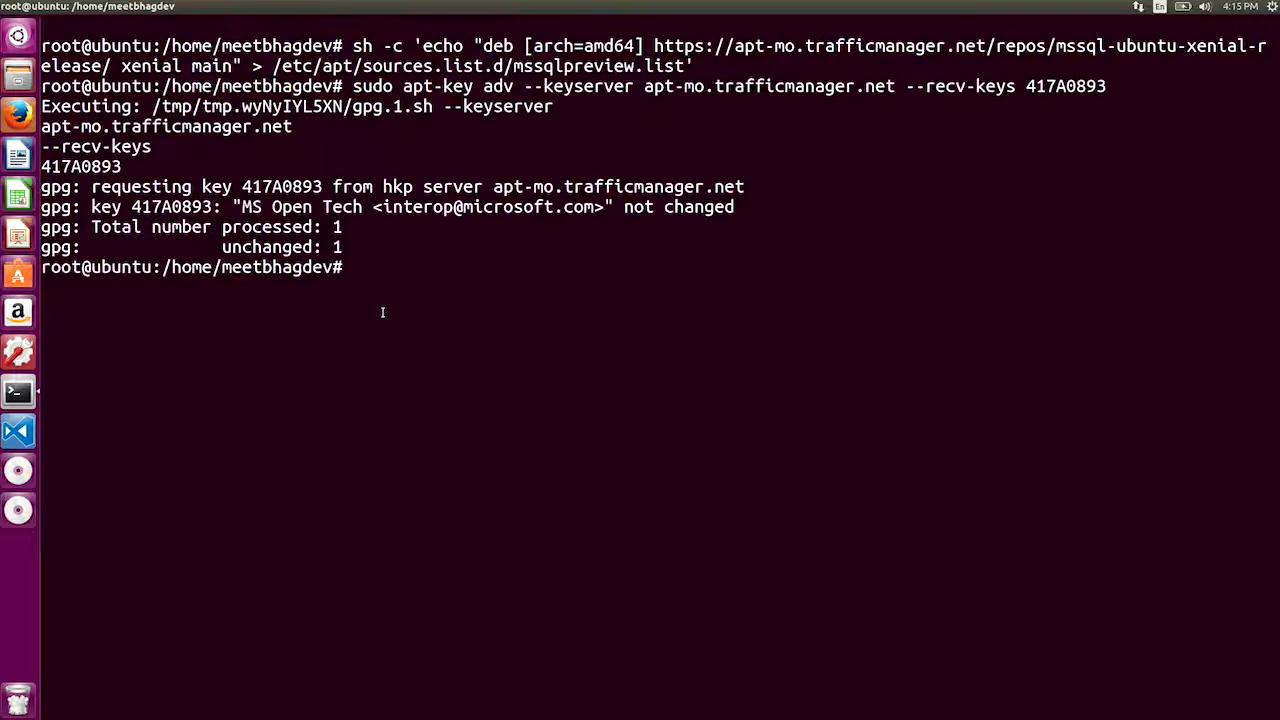 root@ubuntu: /home/meetbhagdev
En
4:15 PM
root@ubuntu:/home/meetbhagdev# sh -c 'echo "deb [arch=amd64] https://apt-mo.trafficmanager.net/repos/mssql-ubuntu-xenial-r
elease/ xenial main" > /etc/apt/sources.list.d/mssqlpreview.list'
root@ubuntu:/home/meetbhagdev# sudo apt-key adv --keyserver apt-mo.trafficmanager.net --recv-keys 417A0893
Executing: /tmp/tmp.wyNyIYL5XN/gpg.1.sh --keyserver
apt-mo.trafficmanager.net
--recv-keys
417A0893
gpg: requesting key 417A0893 from hkp server apt-mo.trafficmanager.net
gpg: key 417A0893: "MS Open Tech <interop@microsoft.com>" not changed
gpg: Total number processed: 1
gpg:              unchanged: 1
root@ubuntu:/home/meetbhagdev#